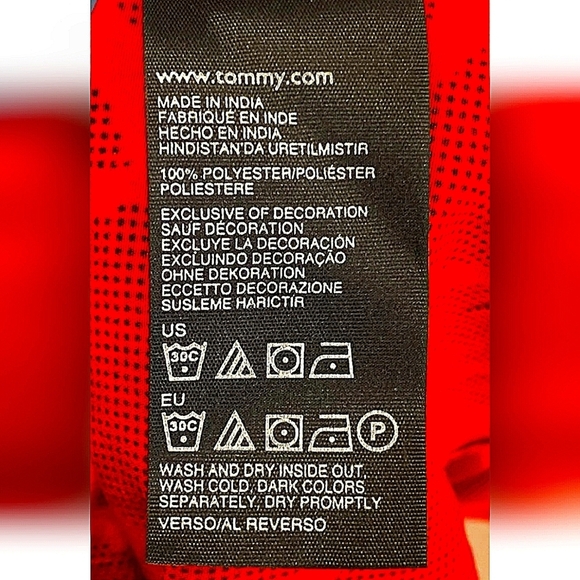 www.tommy.com
MADE IN INDIA
FABRIQUÉ EN INDE
HECHO EN INDIA
HINDISTAN'DA URETILMISTIR
100% POLYESTER/POLIÉSTER
POLIESTERE
EXCLUSIVE OF DECORATION
SAUF DÉCORATION
EXCLUYE LA DECORACIÓN
EXCLUINDO DECORAÇÃO
OHNE DEKORATION
ECCETTO DECORAZIONE
SUSLEME HARICTIR
US
30C
EU
30C P
WASH AND DRY INSIDE OUT,
WASH COLD, DARK COLORS
SEPARATELY, DRY PROMPTLY
VERSO/AL REVERSO